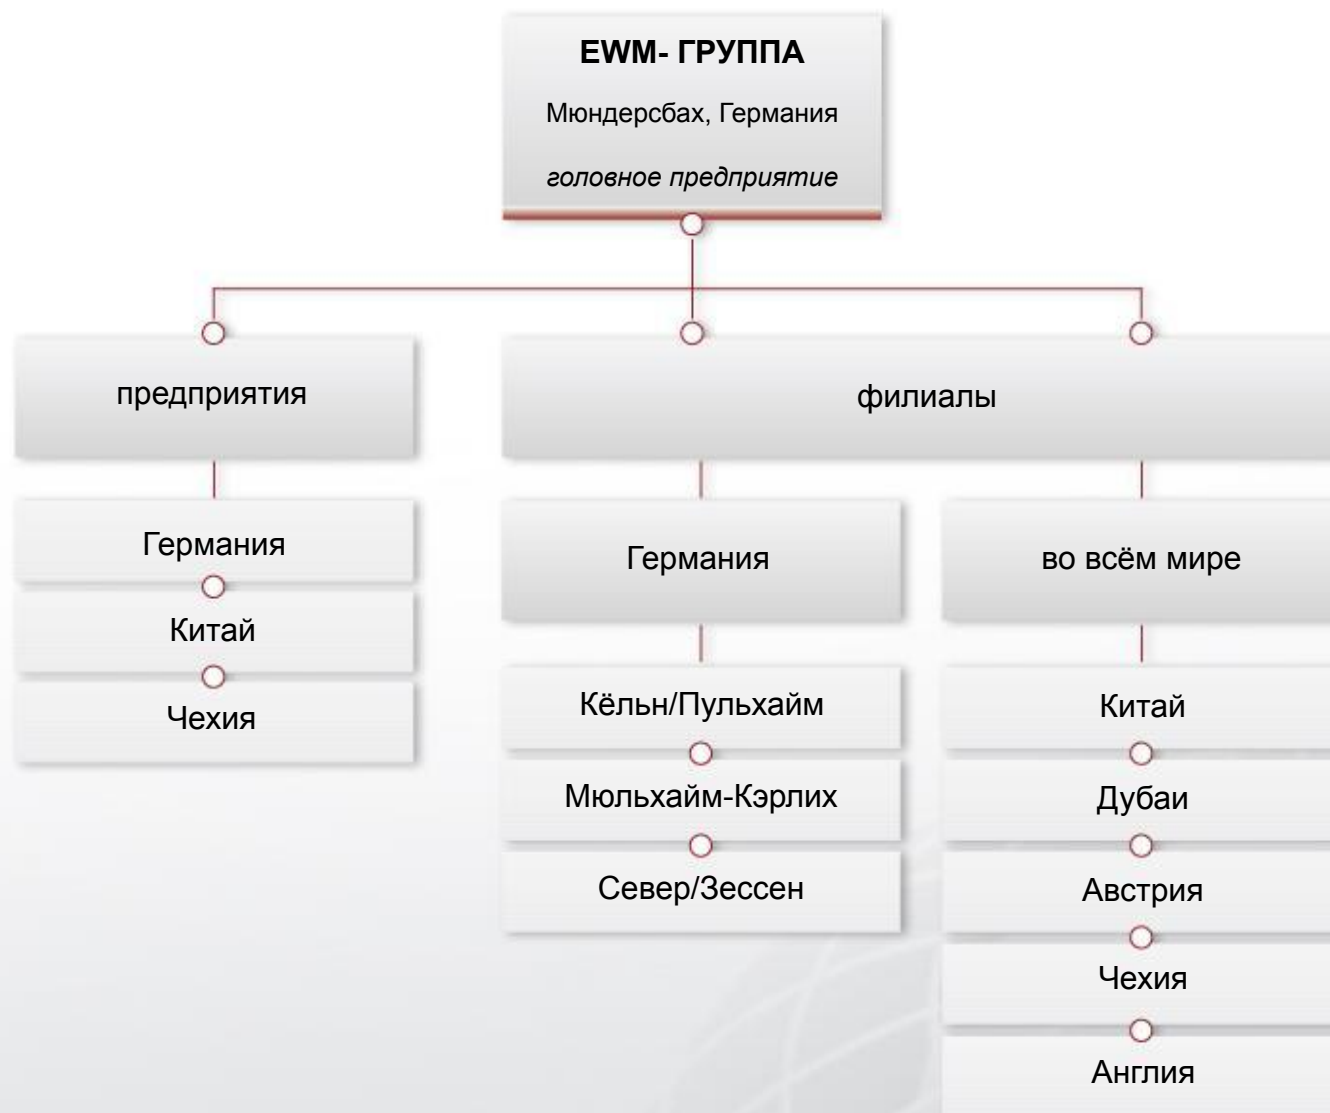 EWM- ГРУППА
Мюндерсбах, Германия
головное предприятие
предприятия
Германия
Китай
Чехия
филиалы
Германия
Кёльн/Пульхайм
Мюльхайм-Кэрлих
Север/Зессен
во всём мире
Китай
Дубаи
Австрия
Чехия
Англия